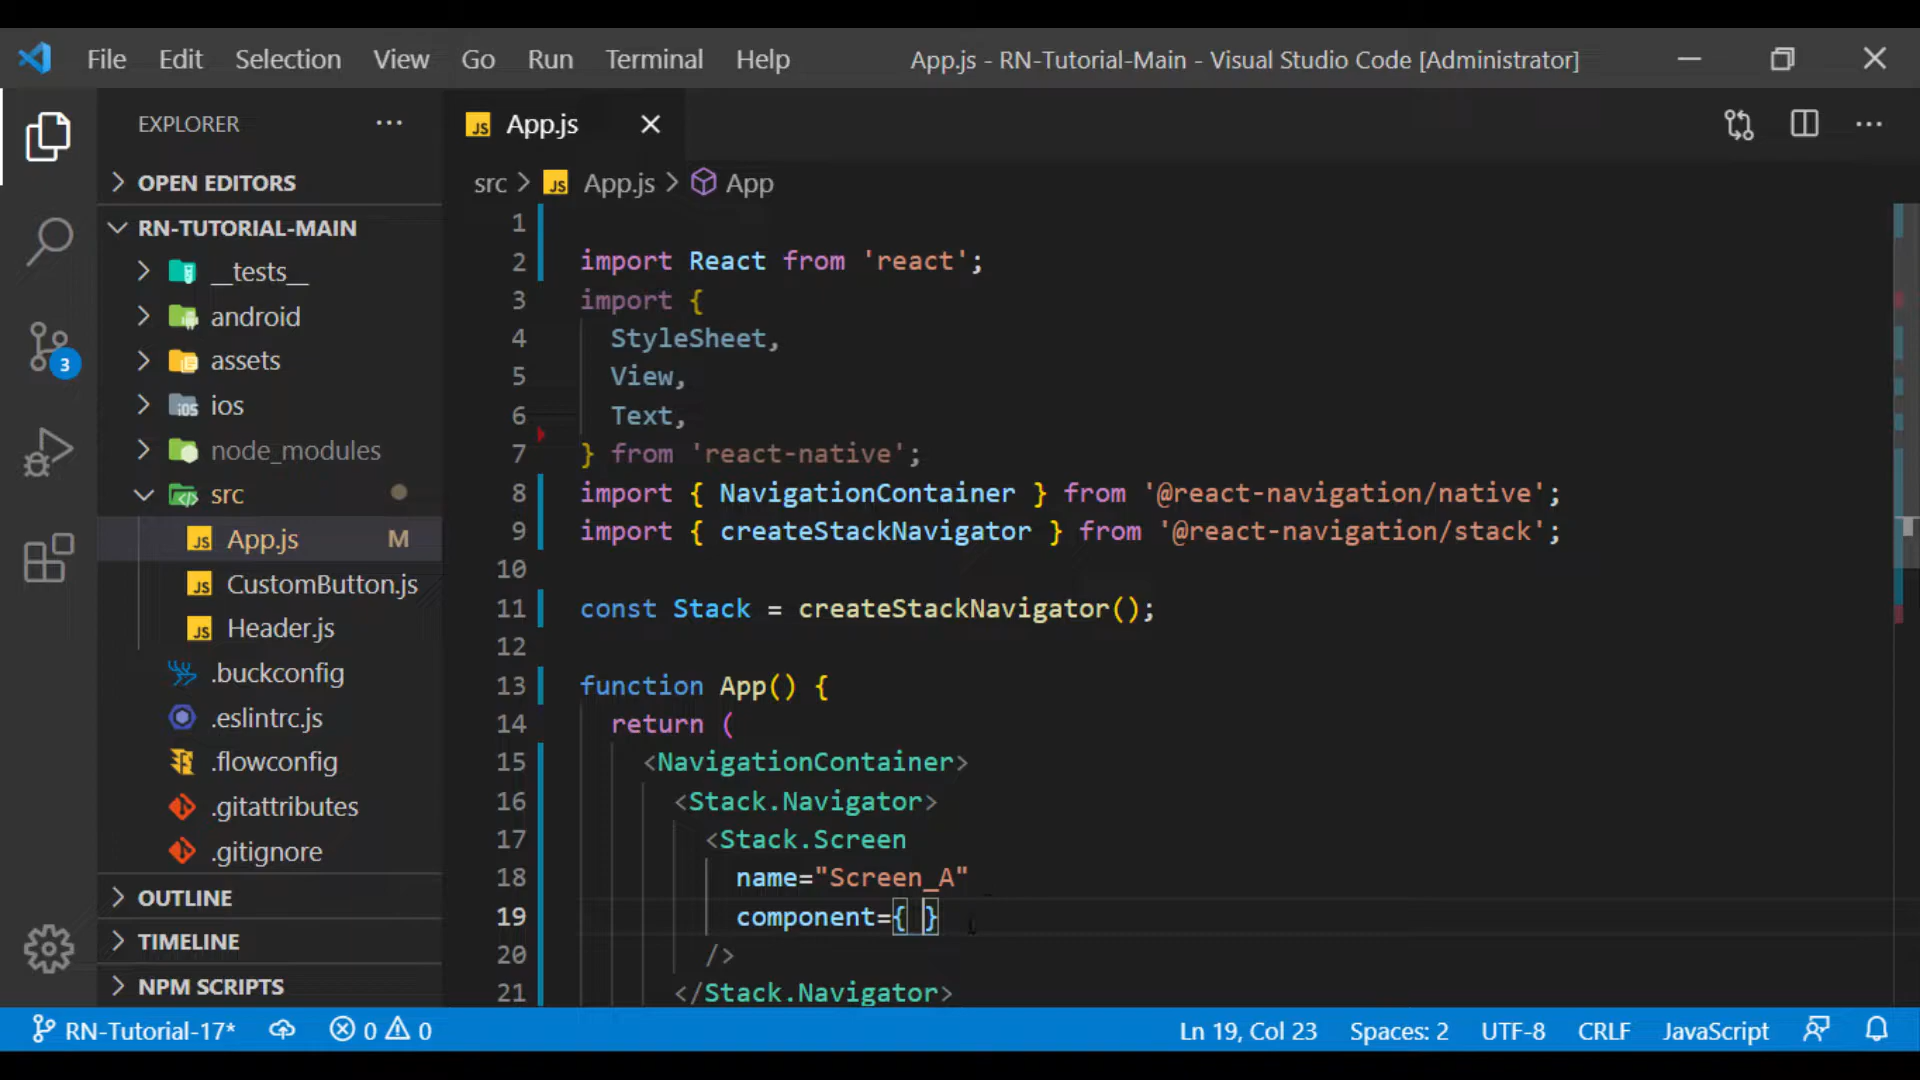 File Edit Selection View Go Run Terminal Help App.js - RN-Tutorial-Main - Visual Studio Code [Administrator]
EXPLORER
OPEN EDITORS
RN-TUTORIAL-MAIN
__tests__
android
assets
ios
node_modules
src
App.js M
CustomButton.js
Header.js
.buckconfig
.eslintrc.js
.flowconfig
.gitattributes
.gitignore
OUTLINE
TIMELINE
NPM SCRIPTS
3
JS App.js
src > JS App.js > App
1
2 import React from 'react';
3 import {
4 StyleSheet,
5 View,
6 Text,
7 } from 'react-native';
8 import { NavigationContainer } from '@react-navigation/native';
9 import { createStackNavigator } from '@react-navigation/stack';
10
11 const Stack = createStackNavigator();
12
13 function App() {
14 return (
15 <NavigationContainer>
16 <Stack.Navigator>
17 <Stack.Screen
18 name="Screen_A"
19 component={ }
20 />
21 </Stack.Navigator>
RN-Tutorial-17* 0 0 Ln 19, Col 23 Spaces: 2 UTF-8 CRLF JavaScript